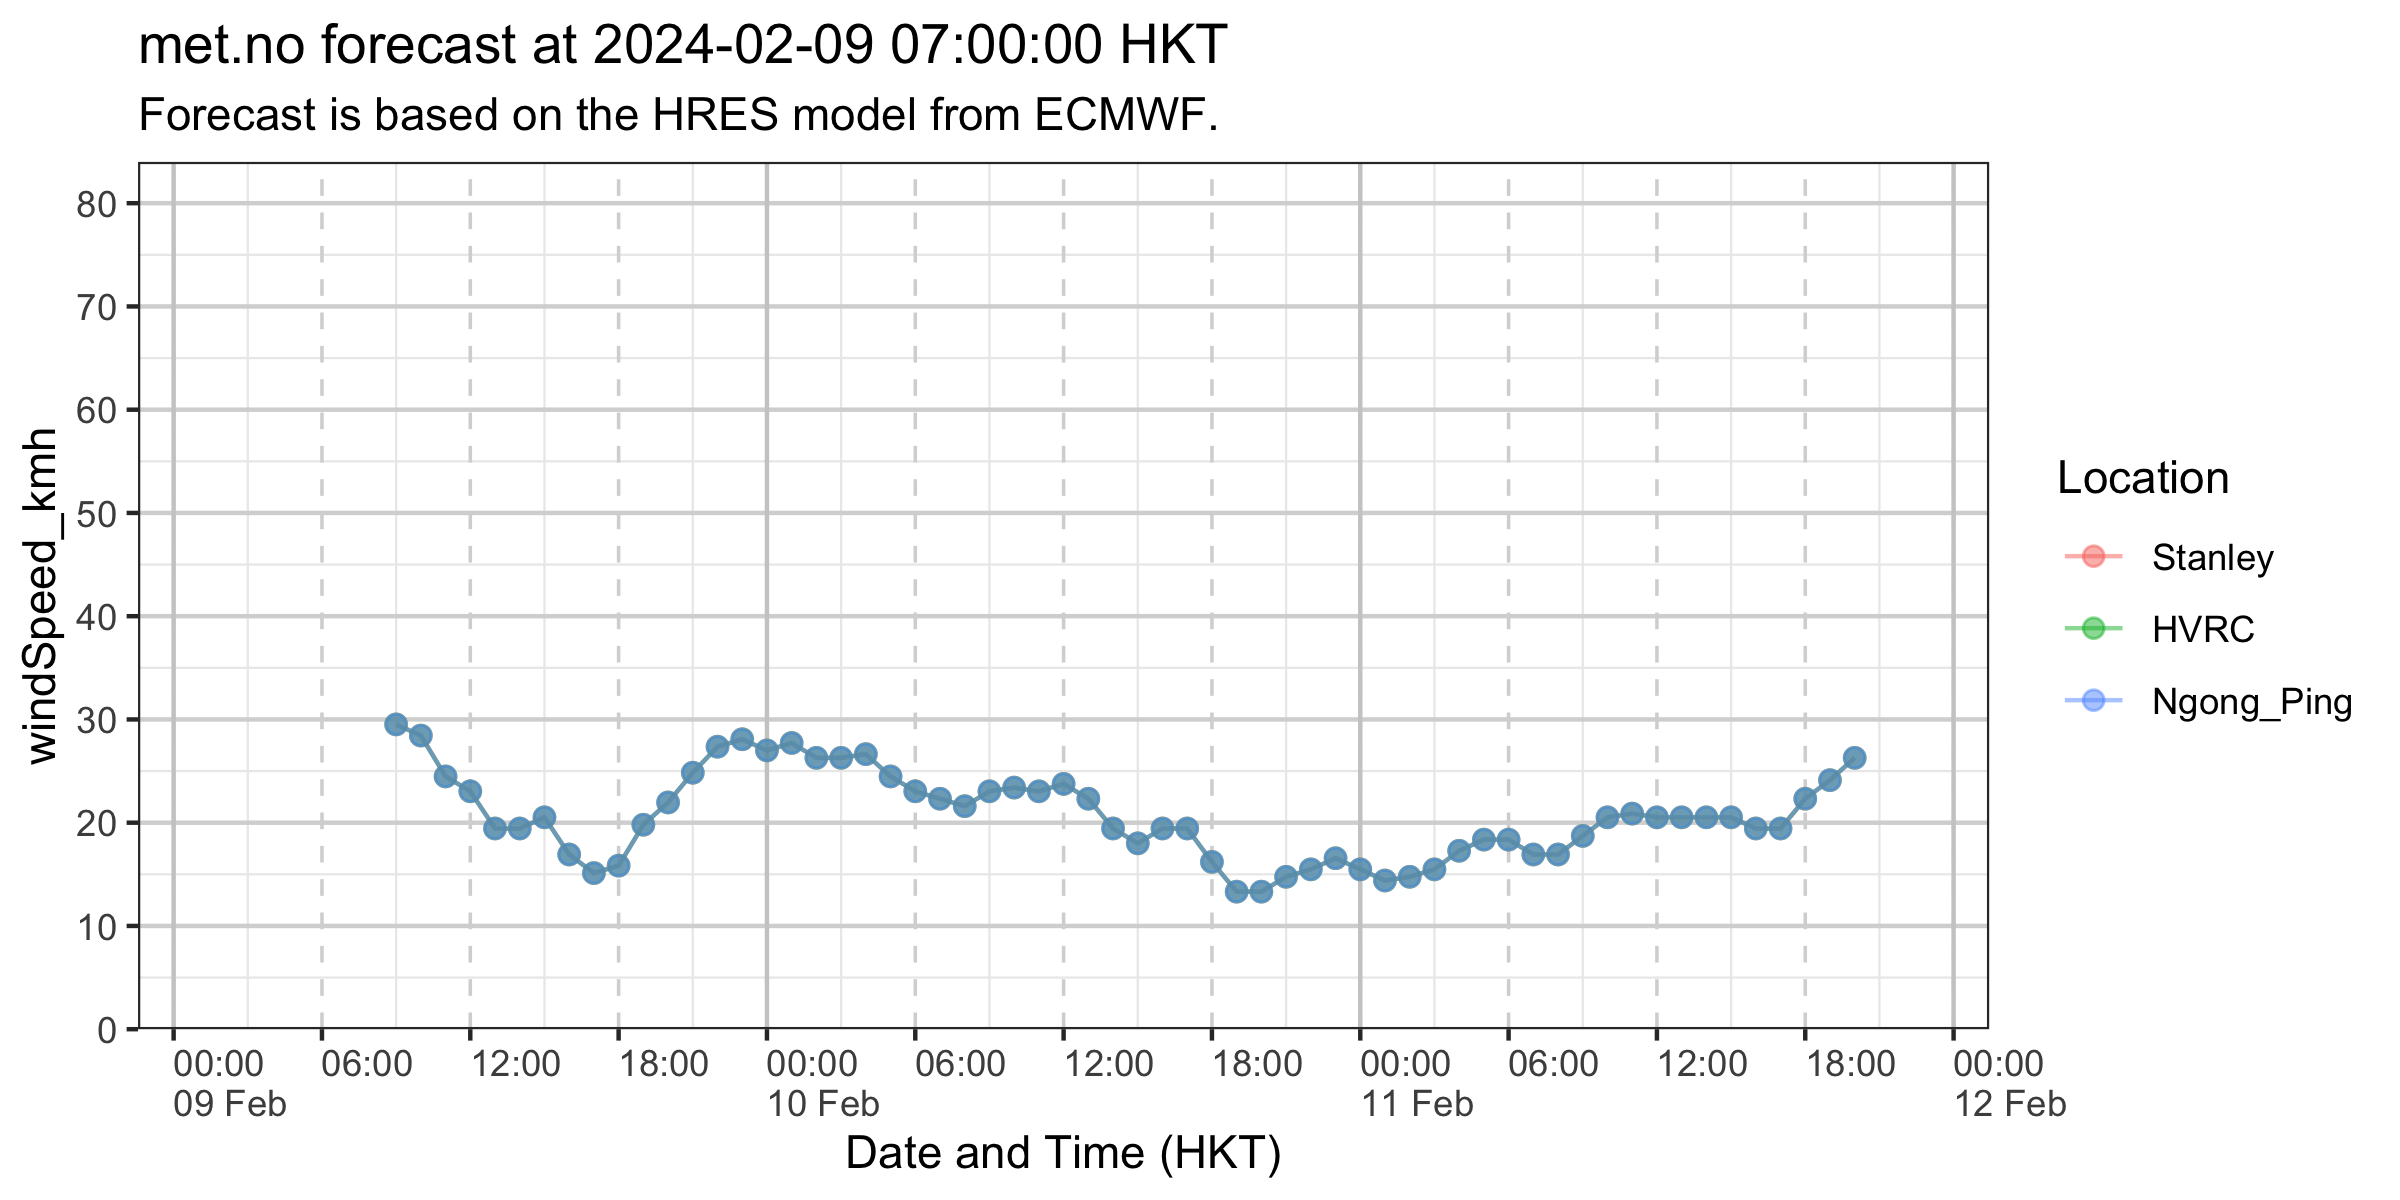 met.no forecast at 2024-02-09 07:00:00 HKT
Forecast is based on the HRES model from ECMWF.
windSpeed_kmh
80
70
60
50
40
30
20
10
0
00:00 06:00 12:00 18:00 00:00 06:00 12:00 18:00 00:00 06:00 12:00 18:00 00:00
09 Feb 10 Feb 11 Feb 12 Feb
Date and Time (HKT)
Location
Stanley
HVRC
Ngong_Ping